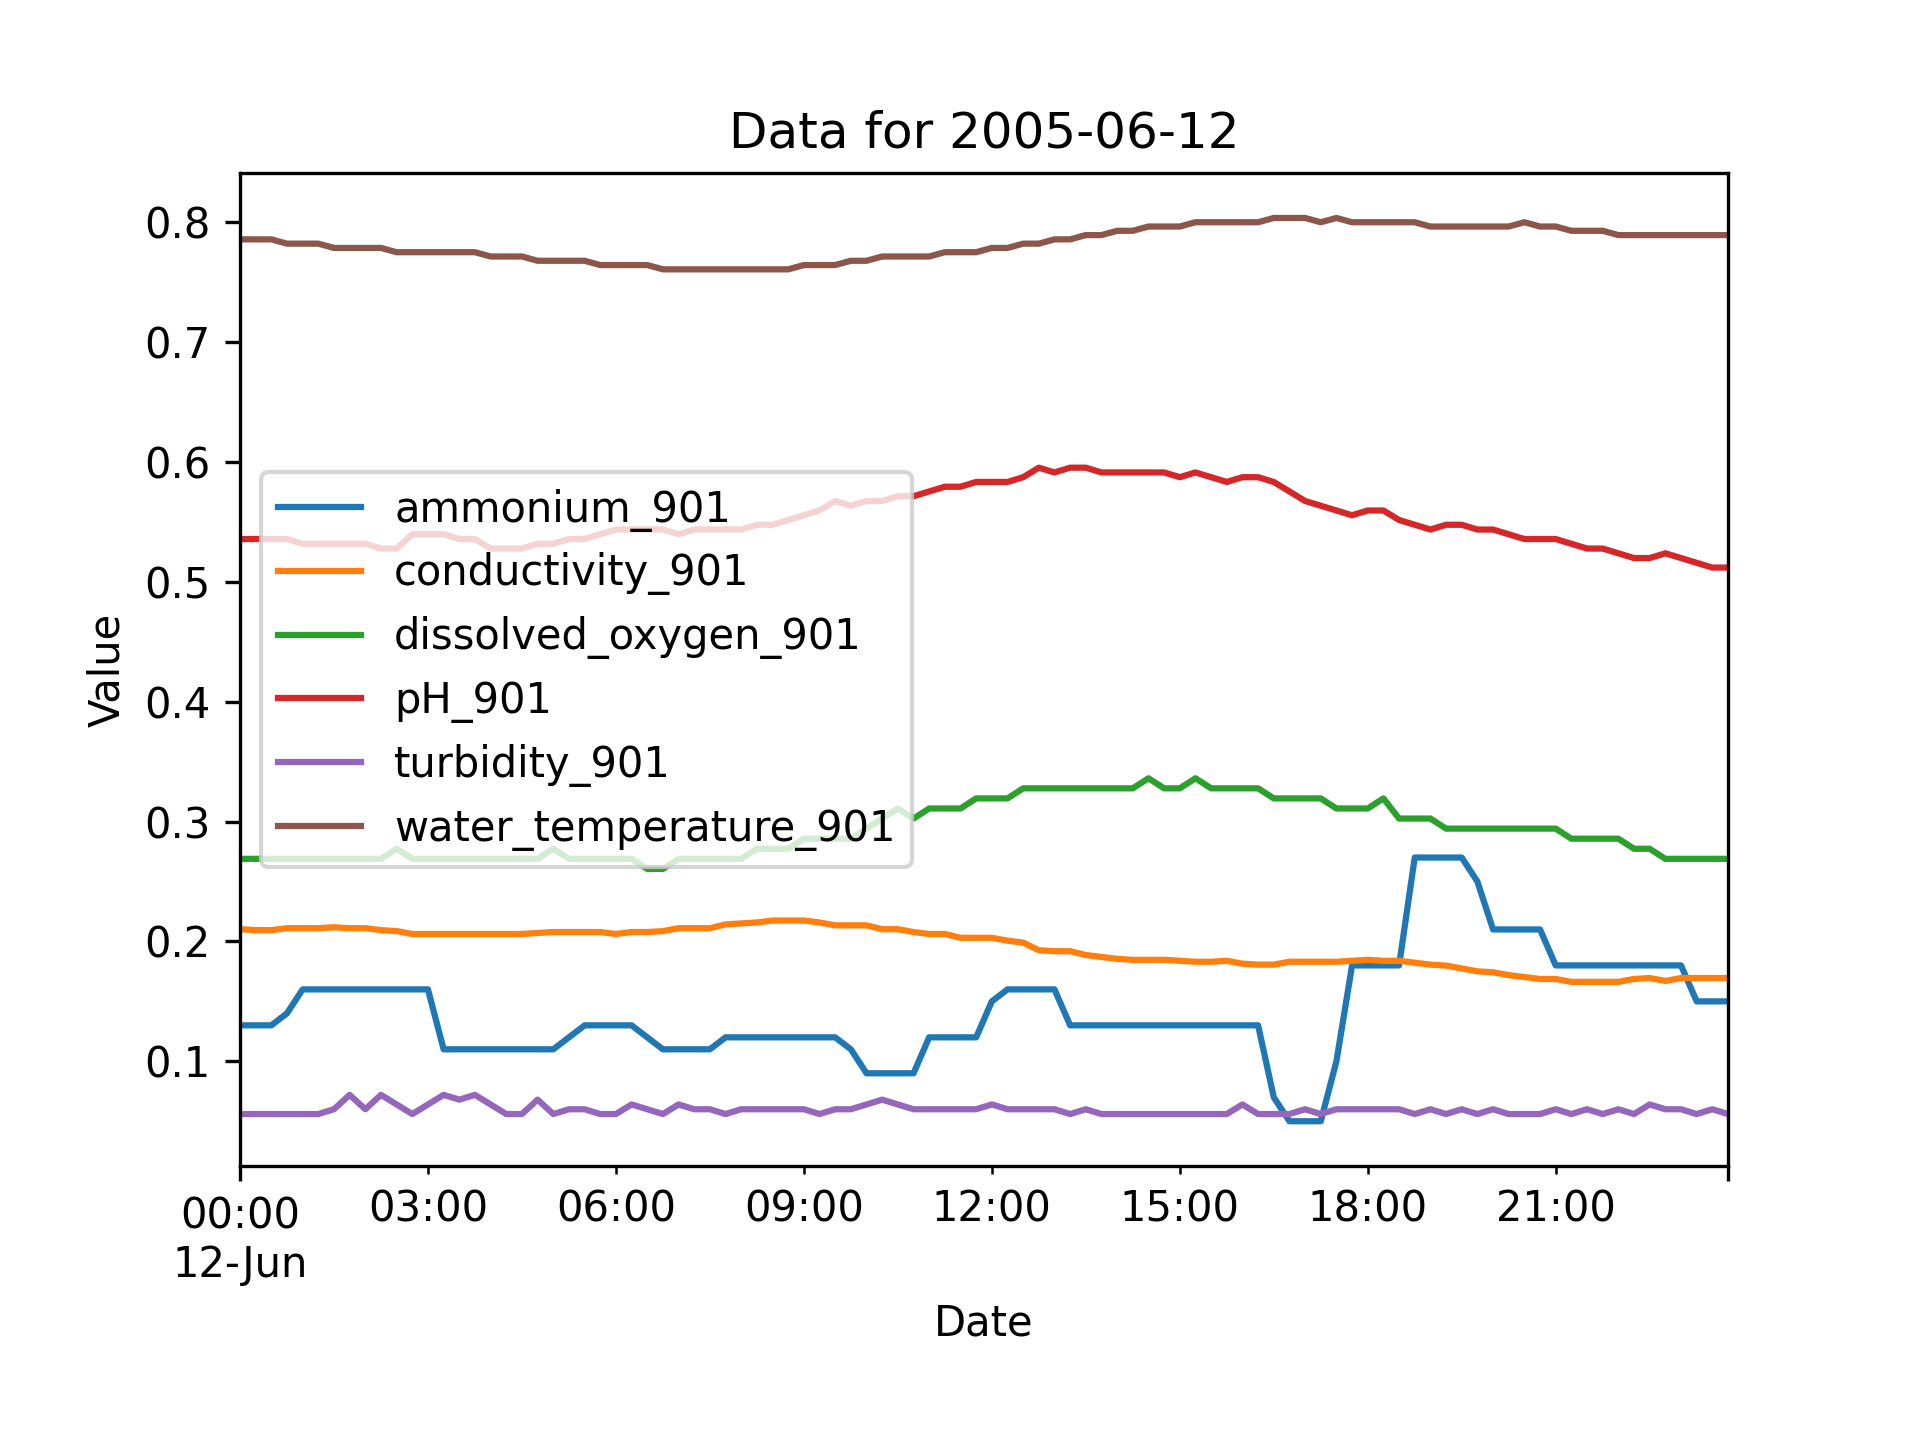 Data for 2005-06-12
0.8
0.7
0.6
0.5
0.4
0.3
0.2
0.1
Value
ammonium_901
conductivity_901
dissolved_oxygen_901
pH_901
turbidity_901
water_temperature_901
00:00 03:00 06:00 09:00 12:00 15:00 18:00 21:00
12-Jun
Date